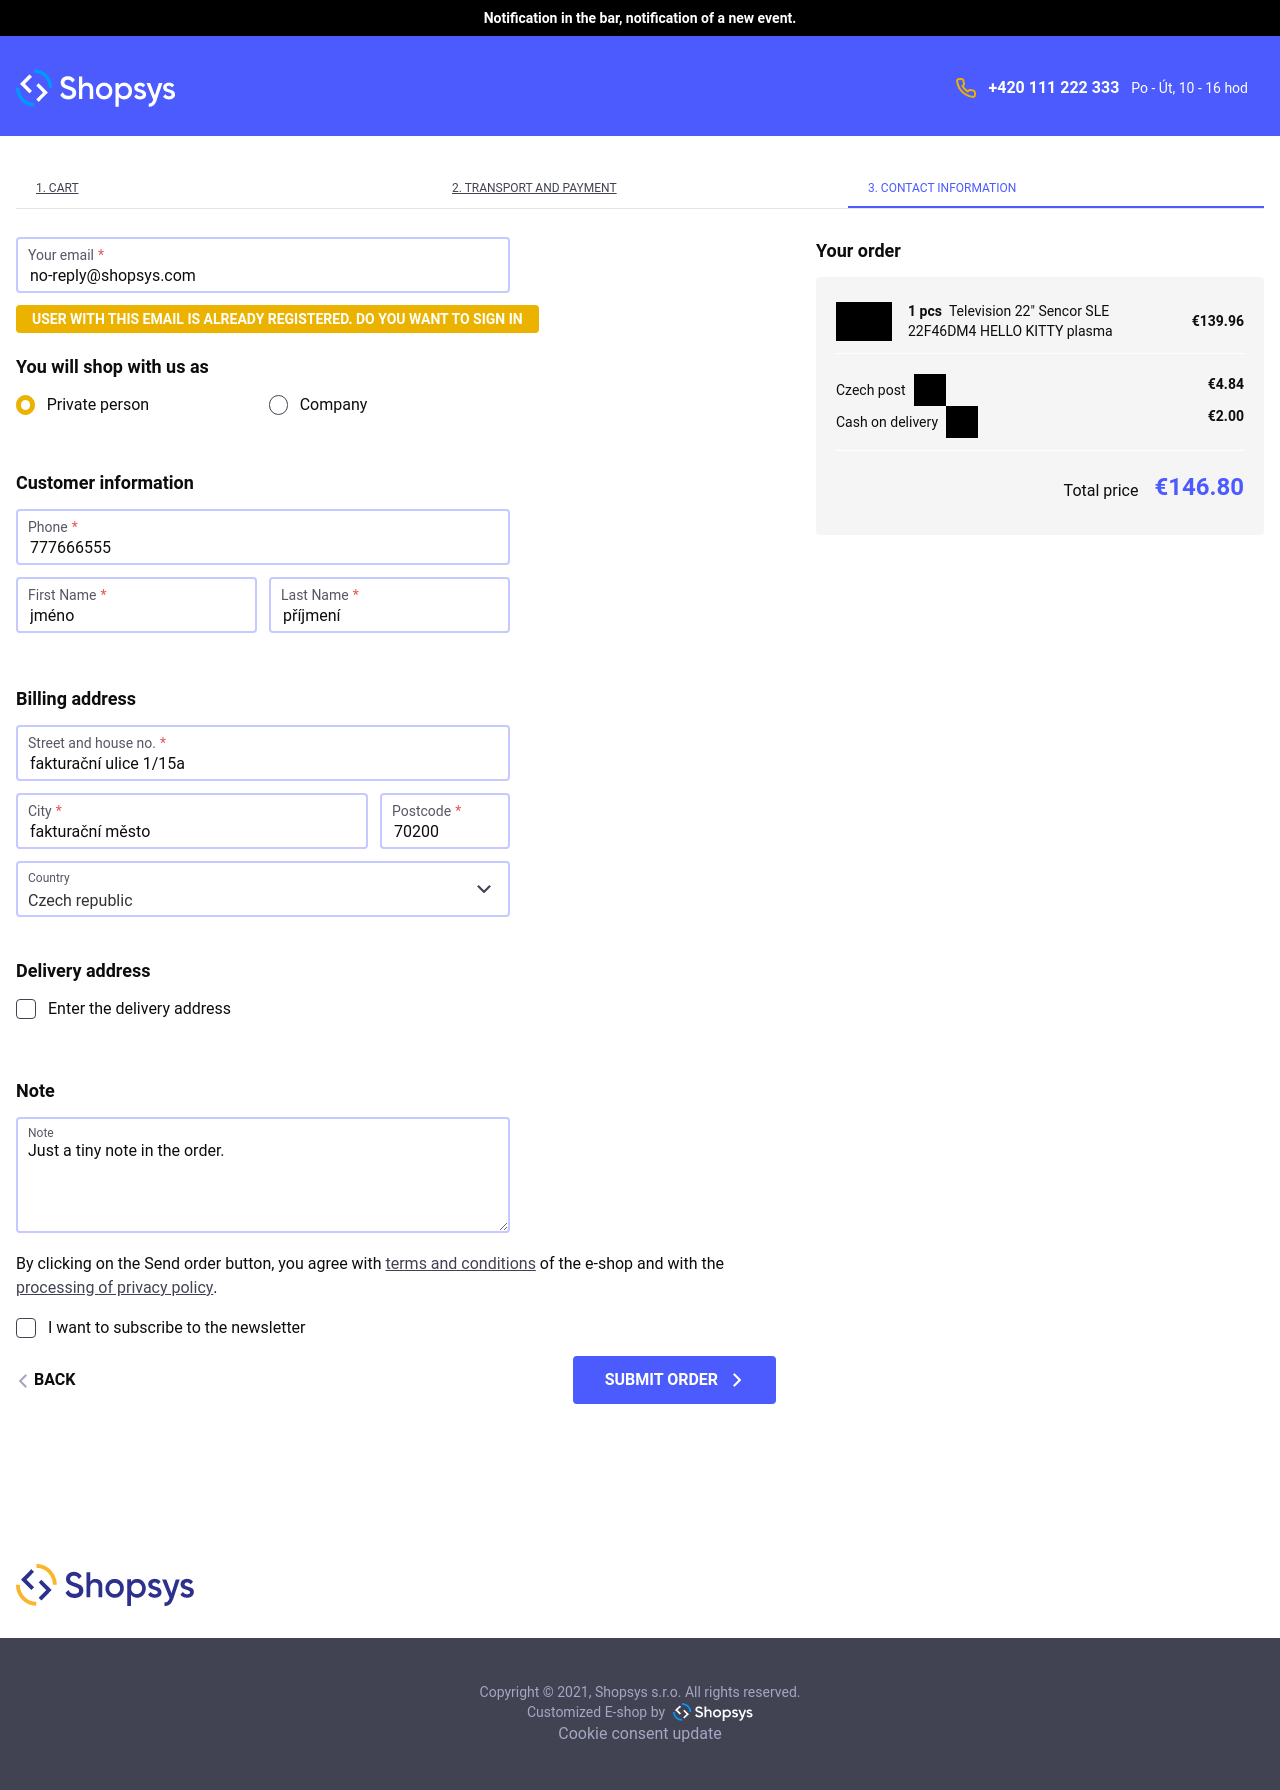 Notification in the bar, notification of a new event.
Shopsys
+420 111 222 333 Po - Út, 10 - 16 hod
1. CART
2. TRANSPORT AND PAYMENT
3. CONTACT INFORMATION
Your email *
no-reply@shopsys.com
USER WITH THIS EMAIL IS ALREADY REGISTERED. DO YOU WANT TO SIGN IN
You will shop with us as
Private person
Company
Customer information
Phone *
777666555
First Name *
jméno
Last Name *
příjmení
Billing address
Street and house no. *
fakturační ulice 1/15a
City *
fakturační město
Postcode *
70200
Country
Czech republic
Delivery address
Enter the delivery address
Note
Note
Just a tiny note in the order.
By clicking on the Send order button, you agree with terms and conditions of the e-shop and with the
processing of privacy policy.
I want to subscribe to the newsletter
BACK
SUBMIT ORDER
Your order
1 pcs Television 22" Sencor SLE
22F46DM4 HELLO KITTY plasma
€139.96
Czech post
€4.84
Cash on delivery
€2.00
Total price €146.80
Shopsys
Copyright © 2021, Shopsys s.r.o. All rights reserved.
Customized E-shop by Shopsys
Cookie consent update